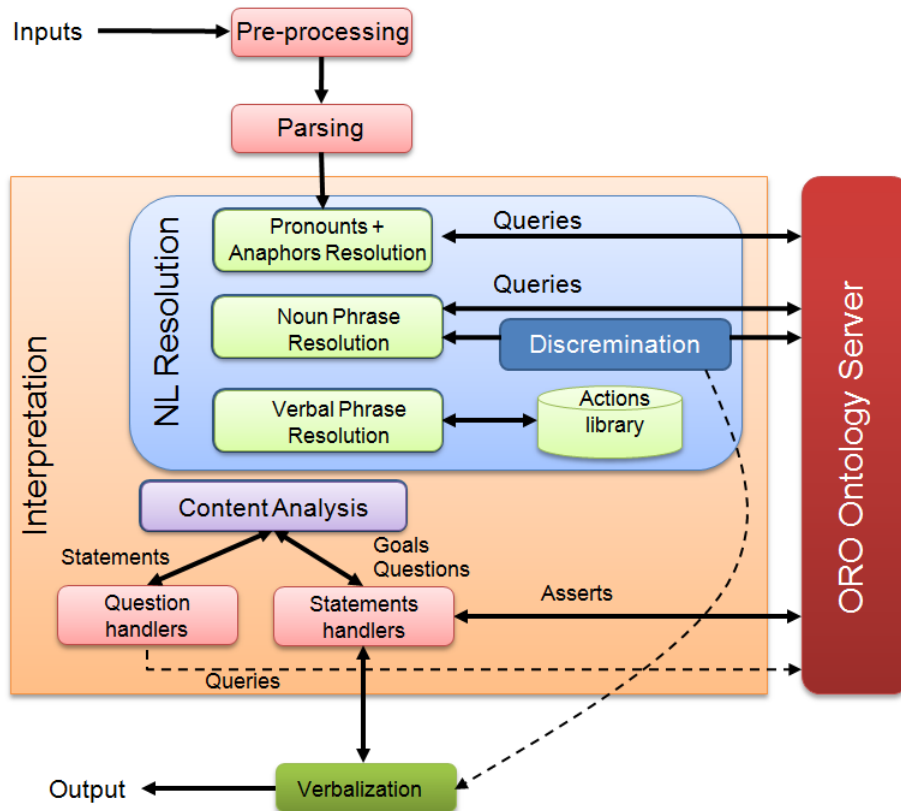 Inputs
Pre-processing
Parsing
Interpretation
NL Resolution
Pronounts +
Anaphors Resolution
Queries
Noun Phrase
Resolution
Queries
Discrimination
Verbal Phrase
Resolution
Actions
library
Content Analysis
Statements
Goals
Questions
Question
handlers
Statements
handlers
Asserts
Queries
ORO Ontology Server
Output
Verbalization